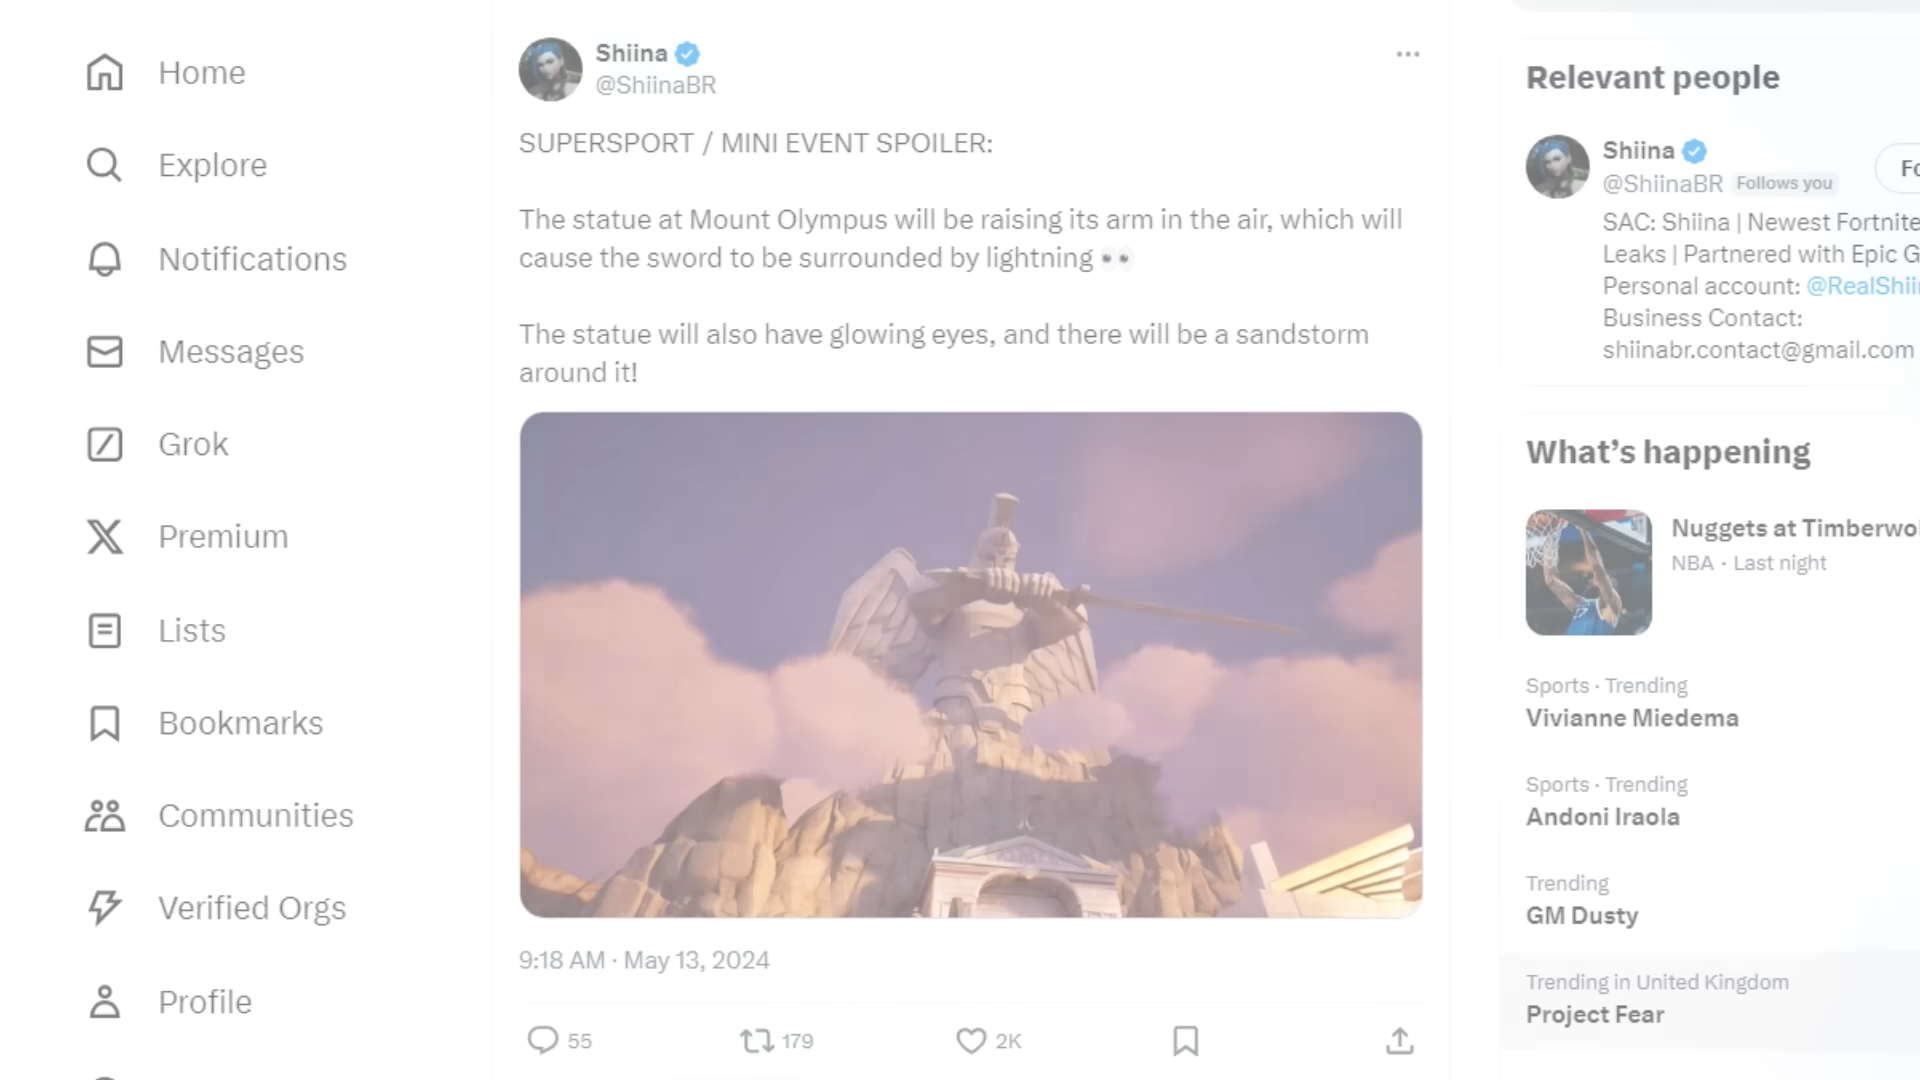 Home
Explore
Notifications
Messages
Grok
Premium
Lists
Bookmarks
Communities
Verified Orgs
Profile
Shiina
@ShiinaBR
SUPERSPORT / MINI EVENT SPOILER:
The statue at Mount Olympus will be raising its arm in the air, which will
cause the sword to be surrounded by lightning 👀
The statue will also have glowing eyes, and there will be a sandstorm
around it!
9:18 AM · May 13, 2024
55
179
2K
Relevant people
Shiina
@ShiinaBR Follows you
Fo
SAC: Shiina | Newest Fortnite
Leaks | Partnered with Epic G
Personal account: @RealShii
Business Contact:
shiinabr.contact@gmail.com
What’s happening
Nuggets at Timberwol
NBA · Last night
Sports · Trending
Vivianne Miedema
Sports · Trending
Andoni Iraola
Trending
GM Dusty
Trending in United Kingdom
Project Fear